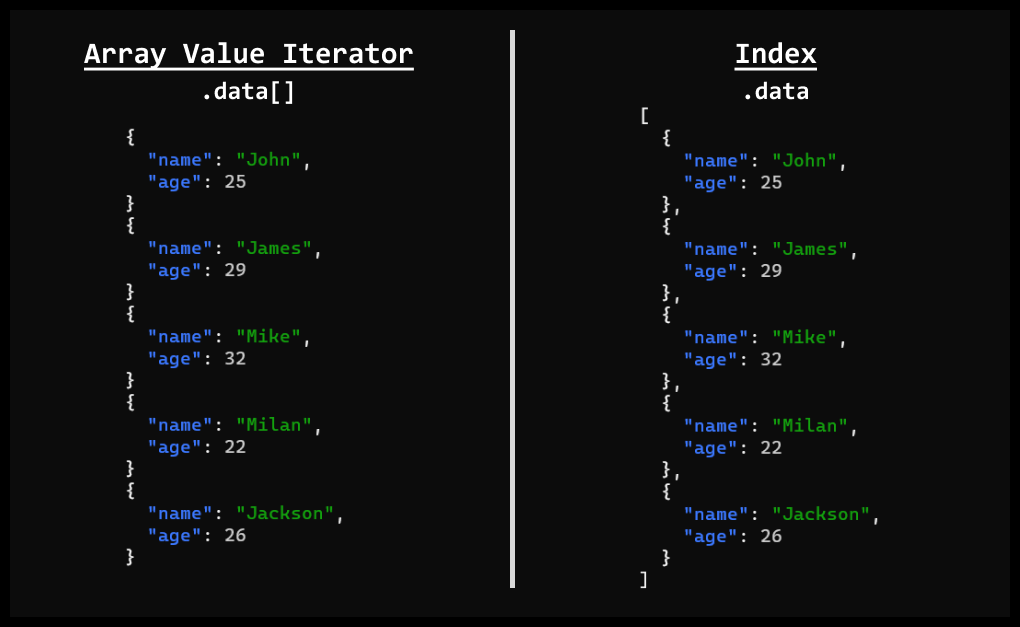 Array Value Iterator
.data[]
{
  "name": "John",
  "age": 25
}
{
  "name": "James",
  "age": 29
}
{
  "name": "Mike",
  "age": 32
}
{
  "name": "Milan",
  "age": 22
}
{
  "name": "Jackson",
  "age": 26
}
Index
.data
[
  {
    "name": "John",
    "age": 25
  },
  {
    "name": "James",
    "age": 29
  },
  {
    "name": "Mike",
    "age": 32
  },
  {
    "name": "Milan",
    "age": 22
  },
  {
    "name": "Jackson",
    "age": 26
  }
]